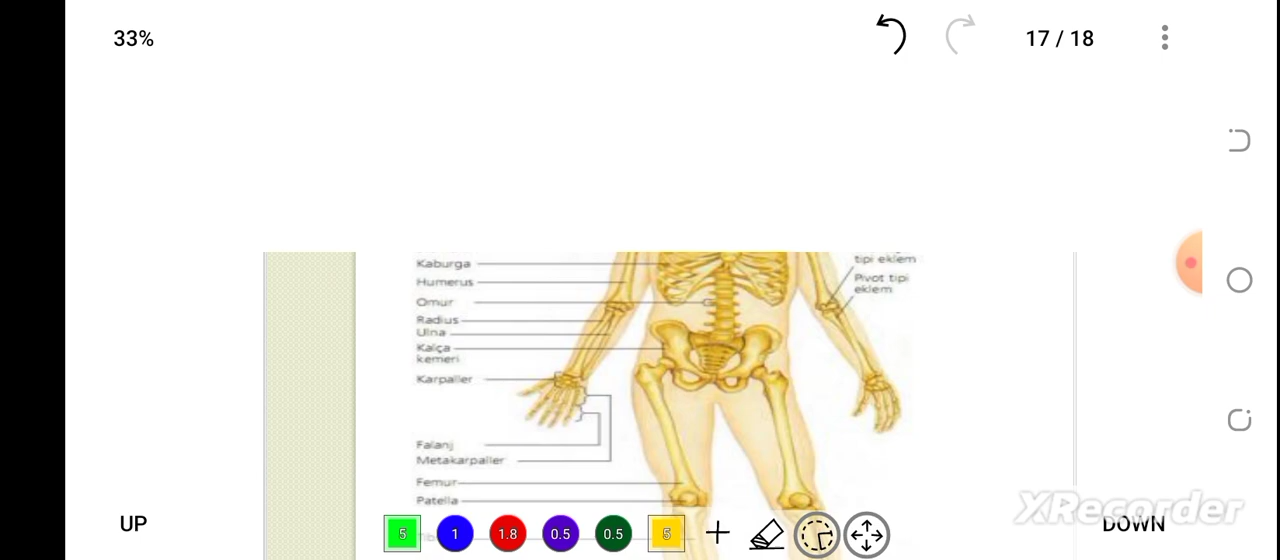 33%
17 / 18
Kaburga
tipi eklem
Humerus
Pivot tipi
eklem
Omur
Radius
Ulna
Kalça
kemeri
Karpaller
Falanj
Metakarpaller
Femur
Patella
UP
5
1
1.8
0.5
0.5
5
XRecorder
DOWN